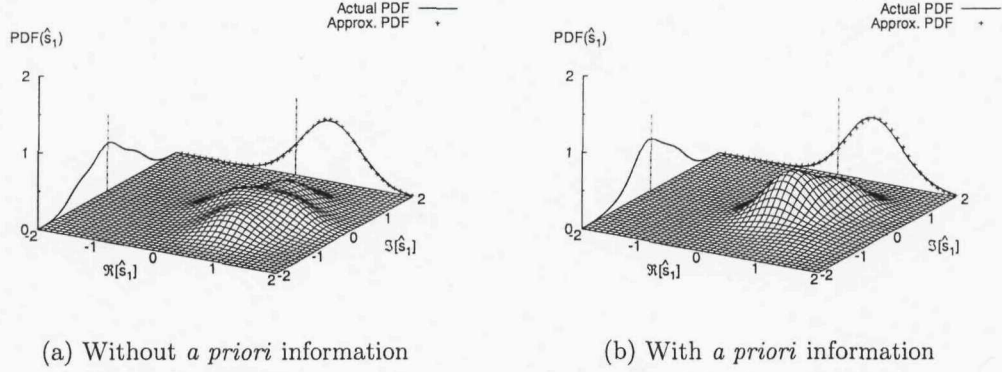 Actual PDF
Approx. PDF
PDF(ŝ₁)
2
1
0
-2
-1
0
1
2
ℜ[ŝ₁]
-2
-1
0
1
2
ℑ[ŝ₁]
(a) Without a priori information
Actual PDF
Approx. PDF
PDF(ŝ₁)
2
1
0
-2
-1
0
1
2
ℜ[ŝ₁]
-2
-1
0
1
2
ℑ[ŝ₁]
(b) With a priori information